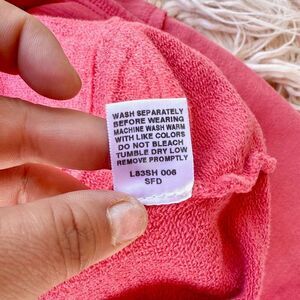 WASH SEPARATELY
BEFORE WEARING
MACHINE WASH WARM
WITH LIKE COLORS
DO NOT BLEACH
TUMBLE DRY LOW
REMOVE PROMPTLY
L83SH 006
SFD